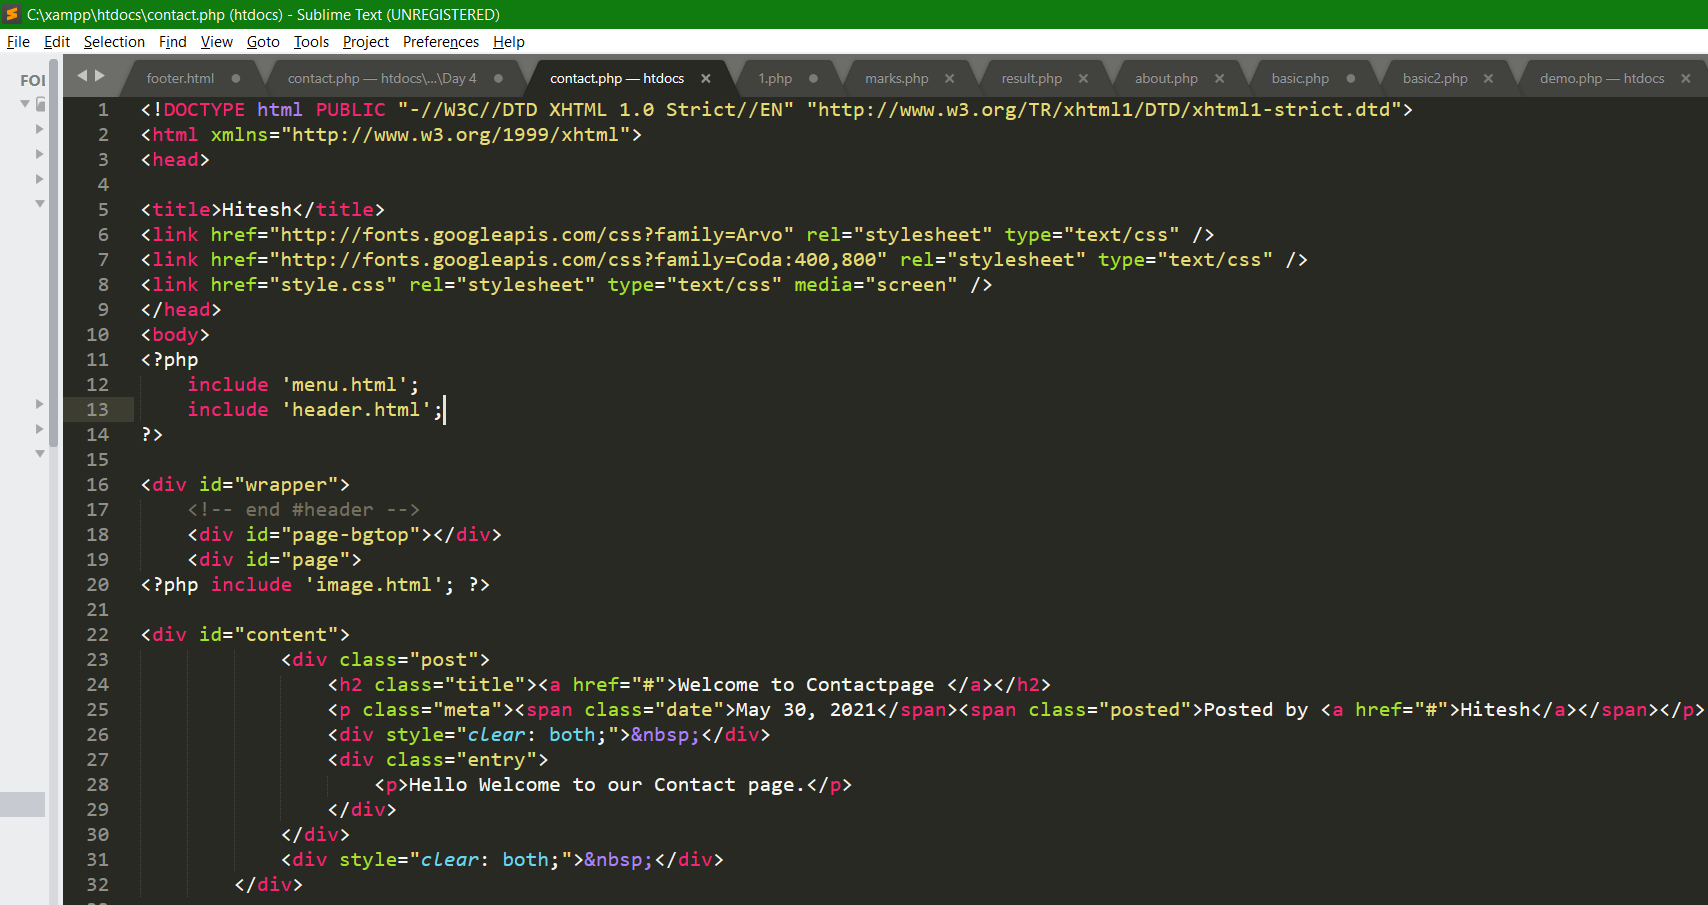 C:\xampp\htdocs\contact.php (htdocs) - Sublime Text (UNREGISTERED)
File Edit Selection Find View Goto Tools Project Preferences Help
FOI
footer.html contact.php — htdocs\...\Day 4 contact.php — htdocs 1.php marks.php result.php about.php basic.php basic2.php demo.php — htdocs
1 <!DOCTYPE html PUBLIC "-//W3C//DTD XHTML 1.0 Strict//EN" "http://www.w3.org/TR/xhtml1/DTD/xhtml1-strict.dtd">
2 <html xmlns="http://www.w3.org/1999/xhtml">
3 <head>
4
5 <title>Hitesh</title>
6 <link href="http://fonts.googleapis.com/css?family=Arvo" rel="stylesheet" type="text/css" />
7 <link href="http://fonts.googleapis.com/css?family=Coda:400,800" rel="stylesheet" type="text/css" />
8 <link href="style.css" rel="stylesheet" type="text/css" media="screen" />
9 </head>
10 <body>
11 <?php
12     include 'menu.html';
13     include 'header.html';
14 ?>
15
16 <div id="wrapper">
17     <!-- end #header -->
18     <div id="page-bgtop"></div>
19     <div id="page">
20 <?php include 'image.html'; ?>
21
22 <div id="content">
23             <div class="post">
24                 <h2 class="title"><a href="#">Welcome to Contactpage </a></h2>
25                 <p class="meta"><span class="date">May 30, 2021</span><span class="posted">Posted by <a href="#">Hitesh</a></span></p>
26                 <div style="clear: both;">&nbsp;</div>
27                 <div class="entry">
28                     <p>Hello Welcome to our Contact page.</p>
29                 </div>
30             </div>
31             <div style="clear: both;">&nbsp;</div>
32         </div>